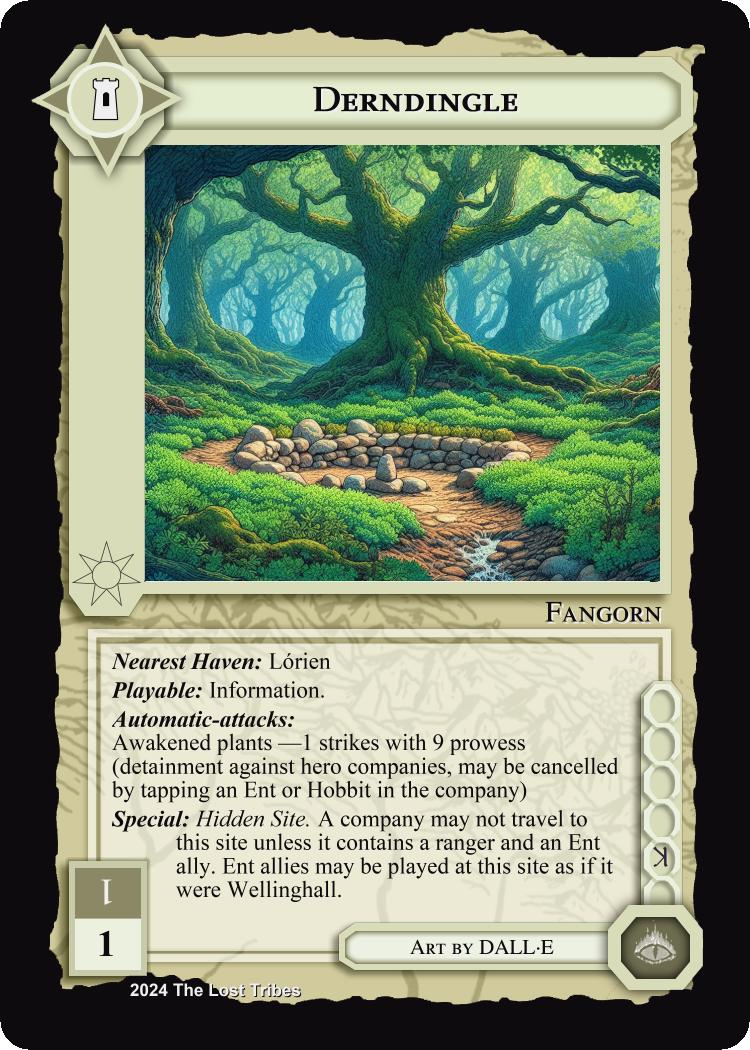 Derndingle
Fangorn
Nearest Haven: Lórien
Playable: Information.
Automatic-attacks:
Awakened plants —1 strikes with 9 prowess
(detainment against hero companies, may be cancelled
by tapping an Ent or Hobbit in the company)
Special: Hidden Site. A company may not travel to
this site unless it contains a ranger and an Ent
ally. Ent allies may be played at this site as if it
were Wellinghall.
1
1
Art by DALL·E
2024 The Lost Tribes